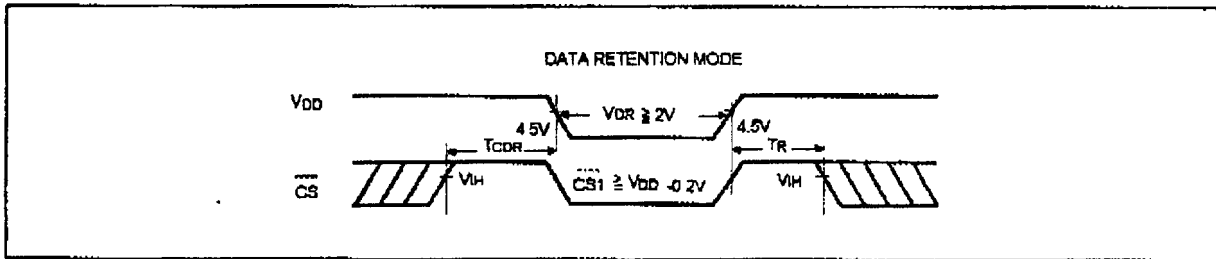 DATA RETENTION MODE
VDD
4.5V
VDR ≧ 2V
4.5V
TCDR
TR
CS
VIH
CS1 ≧ VDD -0.2V
VIH